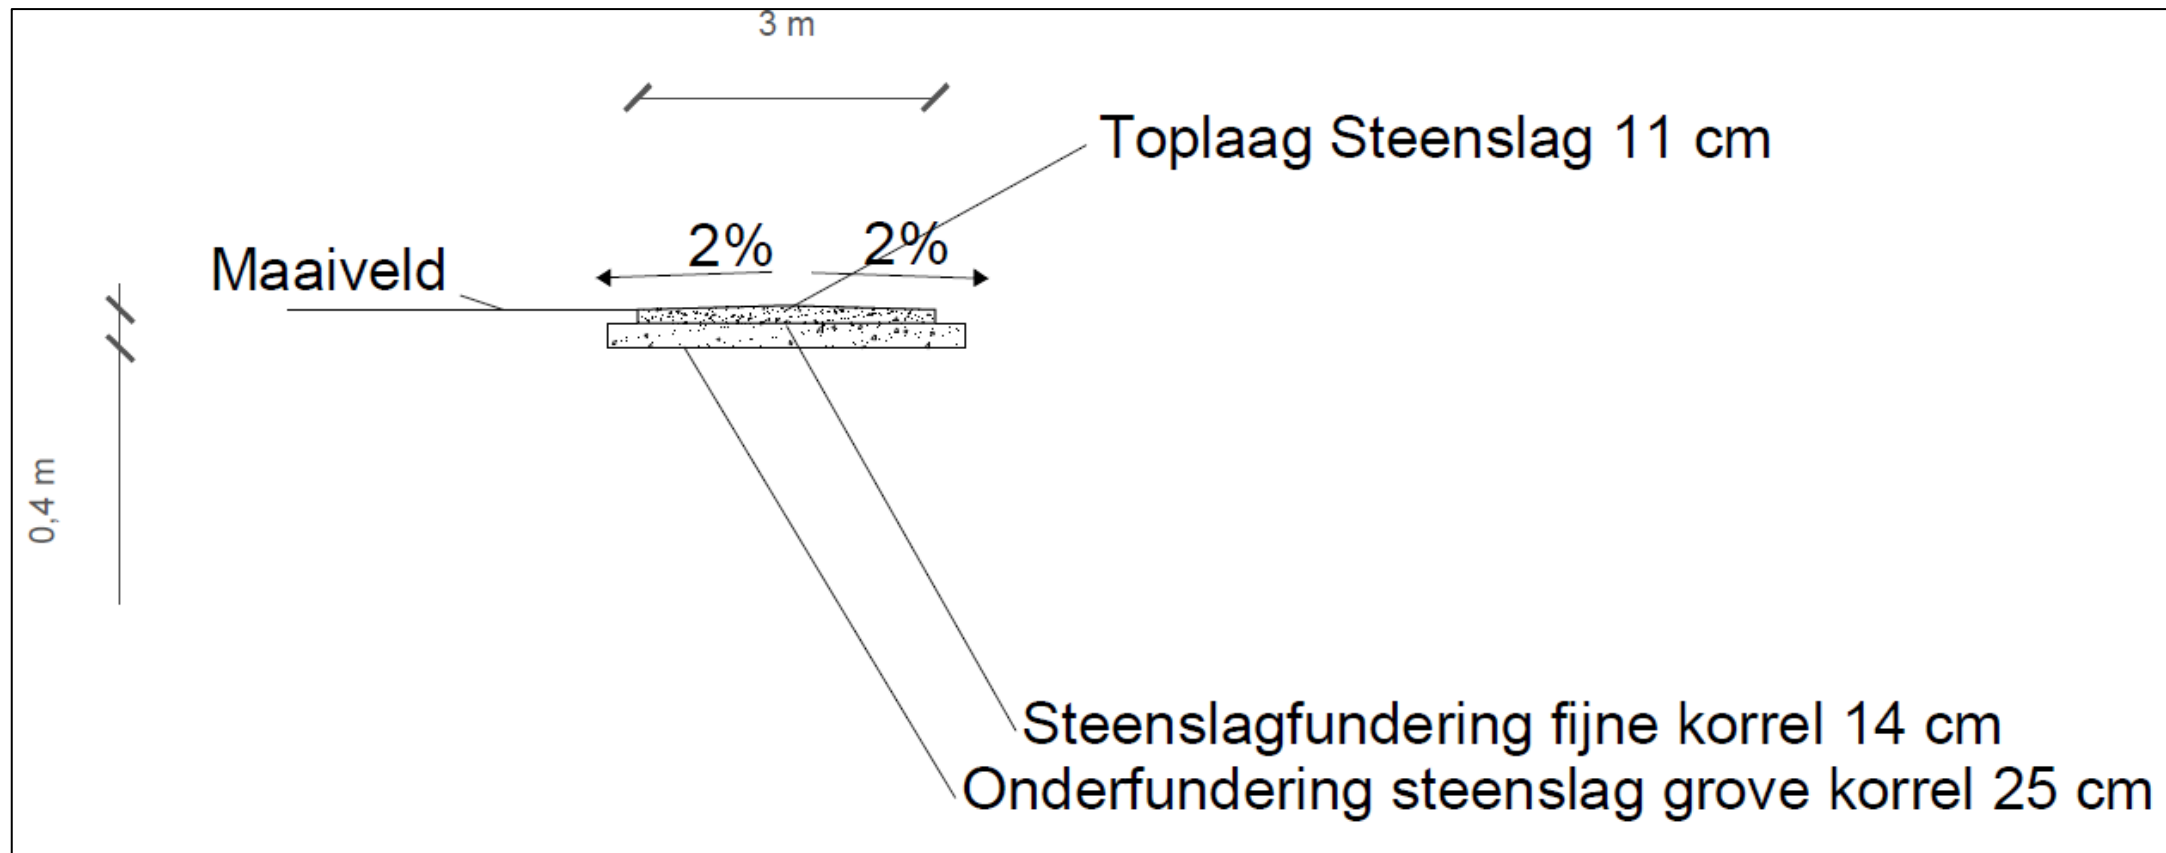 3 m
Toplaag Steenslag 11 cm
2% 2%
Maaiveld
0,4 m
Steenslagfundering fijne korrel 14 cm
Onderfundering steenslag grove korrel 25 cm